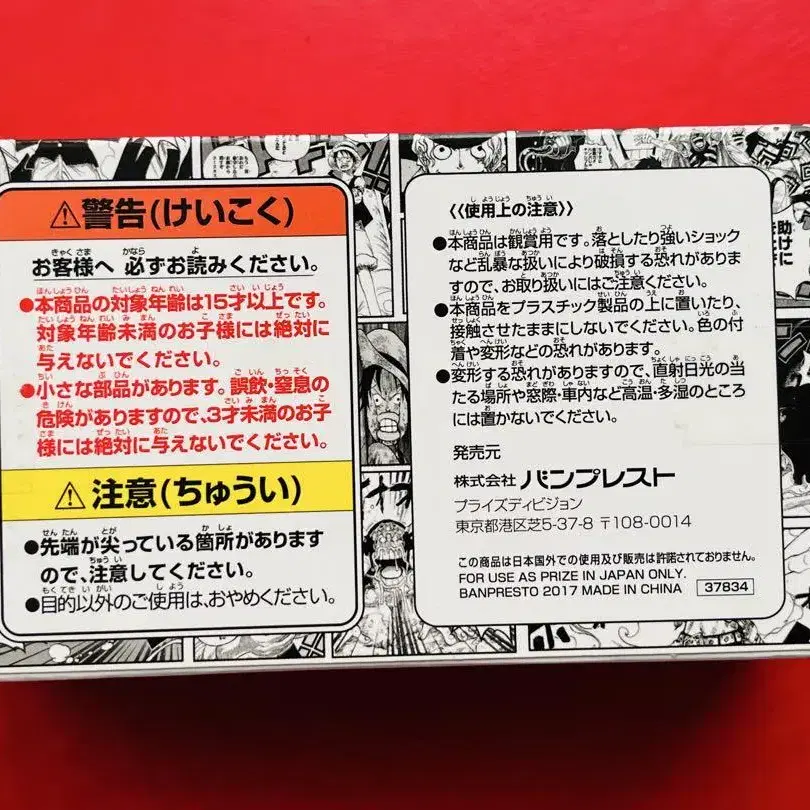 ⚠警告(けいこく)
お客様へ 必ずお読みください。
●本商品の対象年齢は15才以上です。
対象年齢未満のお子様には絶対に
与えないでください。
●小さな部品があります。誤飲・窒息の
危険がありますので、3才未満のお子
様には絶対に与えないでください。
⚠注意(ちゅうい)
●先端が尖っている箇所があります
ので、注意してください。
●目的以外のご使用は、おやめください。
《使用上の注意》
●本商品は観賞用です。落としたり強いショック
など乱暴な扱いにより破損する恐れがありま
すので、お取り扱いにはご注意ください。
●本商品をプラスチック製品の上に置いたり、
接触させたままにしないでください。色の付
着や変形などの恐れがあります。
●変形する恐れがありますので、直射日光の当
たる場所や窓際・車内など高温・多湿のところ
には置かないでください。
発売元
株式会社 バンプレスト
プライズディビジョン
東京都港区芝5-37-8 〒108-0014
この商品は日本国外での使用及び販売は許諾されておりません。
FOR USE AS PRIZE IN JAPAN ONLY.
BANPRESTO 2017 MADE IN CHINA 37834